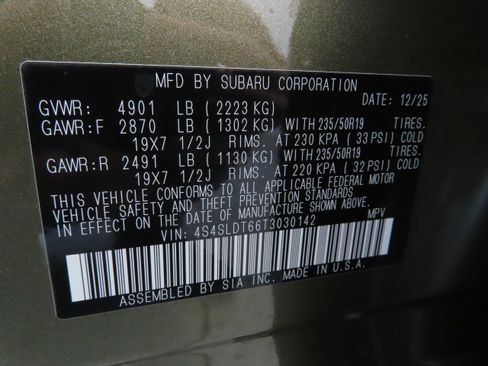 MFD BY SUBARU CORPORATION
DATE: 12/25
GVWR: 4901 LB ( 2223 KG)
GAWR:F 2870 LB ( 1302 KG) WITH 235/50R19 TIRES.
19X7 1/2J RIMS. AT 230 KPA ( 33 PSI) COLD
GAWR:R 2491 LB ( 1130 KG) WITH 235/50R19 TIRES.
19X7 1/2J RIMS. AT 220 KPA ( 32 PSI) COLD
THIS VEHICLE CONFORMS TO ALL APPLICABLE FEDERAL MOTOR
VEHICLE SAFETY AND THEFT PREVENTION STANDARDS
IN EFFECT ON THE DATE OF MANUFACTURE SHOWN ABOVE.
VIN: 4S4SLDT66T3030142 MPV
ASSEMBLED BY SIA INC. MADE IN U.S.A.